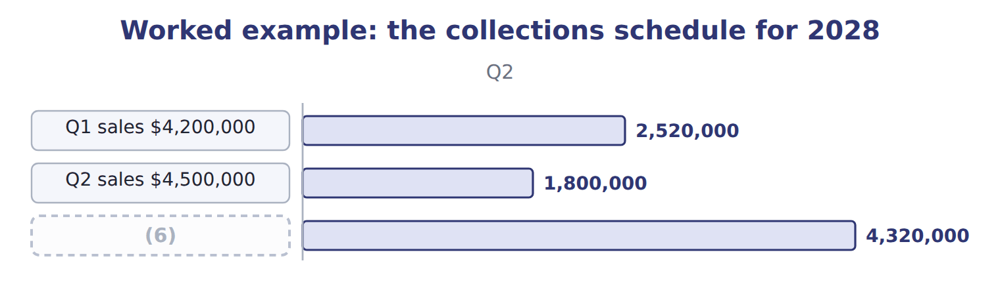 Worked example: the collections schedule for 2028
Q2
Q1 sales $4,200,000
2,520,000
Q2 sales $4,500,000
1,800,000
(6)
4,320,000